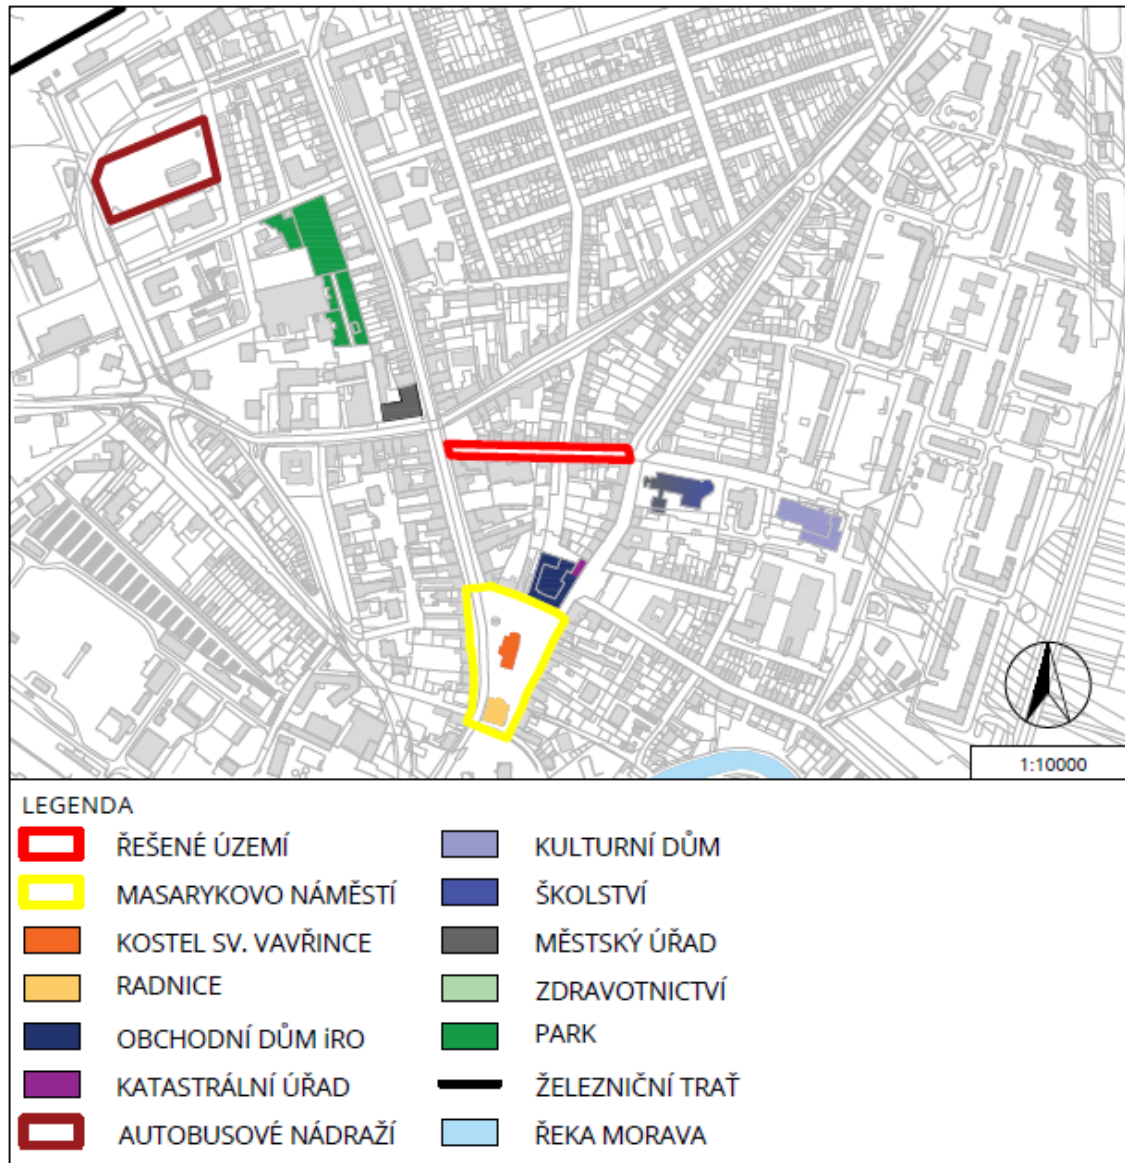 1:10000
LEGENDA
ŘEŠENÉ ÚZEMÍ
MASARYKOVO NÁMĚSTÍ
KOSTEL SV. VAVŘINCE
RADNICE
OBCHODNÍ DŮM iRO
KATASTRÁLNÍ ÚŘAD
AUTOBUSOVÉ NÁDRAŽÍ
KULTURNÍ DŮM
ŠKOLSTVÍ
MĚSTSKÝ ÚŘAD
ZDRAVOTNICTVÍ
PARK
ŽELEZNIČNÍ TRAŤ
ŘEKA MORAVA